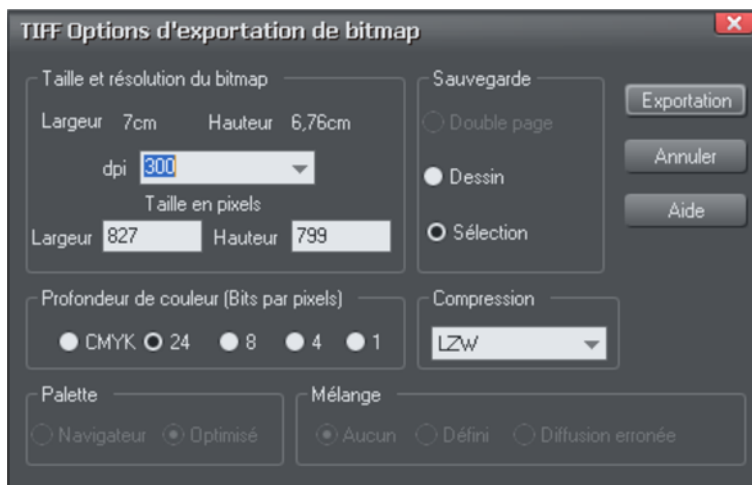 TIFF Options d'exportation de bitmap
Taille et résolution du bitmap
Largeur 7cm Hauteur 6,76cm
dpi 300
Taille en pixels
Largeur 827 Hauteur 799
Sauvegarde
Double page
Dessin
Sélection
Exportation
Annuler
Aide
Profondeur de couleur (Bits par pixels)
CMYK 24 8 4 1
Compression
LZW
Palette
Navigateur Optimisé
Mélange
Aucun Défini Diffusion erronée